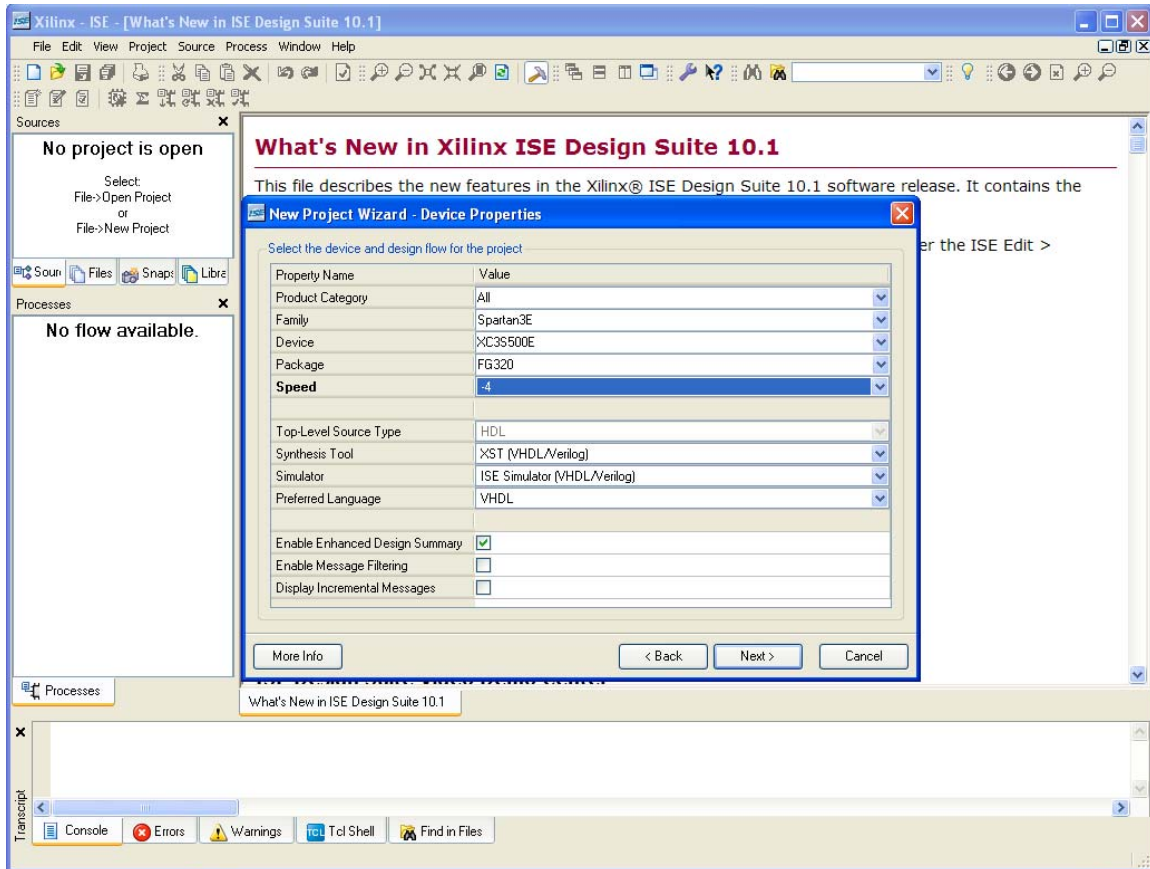 Xilinx - ISE - [What's New in ISE Design Suite 10.1]
File Edit View Project Source Process Window Help
Sources
No project is open
Select:
File->Open Project
or
File->New Project
Sour Files Snaps Libra
Processes
No flow available.
Processes
What's New in Xilinx ISE Design Suite 10.1
This file describes the new features in the Xilinx® ISE Design Suite 10.1 software release. It contains the
er the ISE Edit >
New Project Wizard - Device Properties
Select the device and design flow for the project
Property Name Value
Product Category All
Family Spartan3E
Device XC3S500E
Package FG320
Speed -4
Top-Level Source Type HDL
Synthesis Tool XST (VHDL/Verilog)
Simulator ISE Simulator (VHDL/Verilog)
Preferred Language VHDL
Enable Enhanced Design Summary
Enable Message Filtering
Display Incremental Messages
More Info < Back Next > Cancel
What's New in ISE Design Suite 10.1
Transcript
Console Errors Warnings Tcl Shell Find in Files